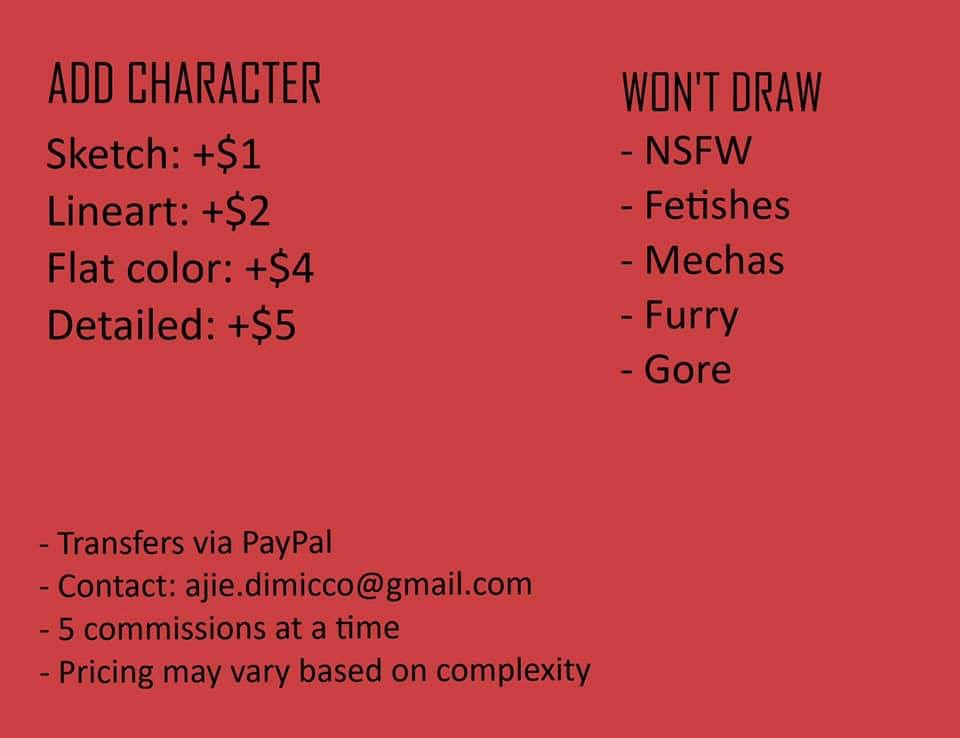 ADD CHARACTER
Sketch: +$1
Lineart: +$2
Flat color: +$4
Detailed: +$5
WON'T DRAW
- NSFW
- Fetishes
- Mechas
- Furry
- Gore
- Transfers via PayPal
- Contact: ajie.dimicco@gmail.com
- 5 commissions at a time
- Pricing may vary based on complexity